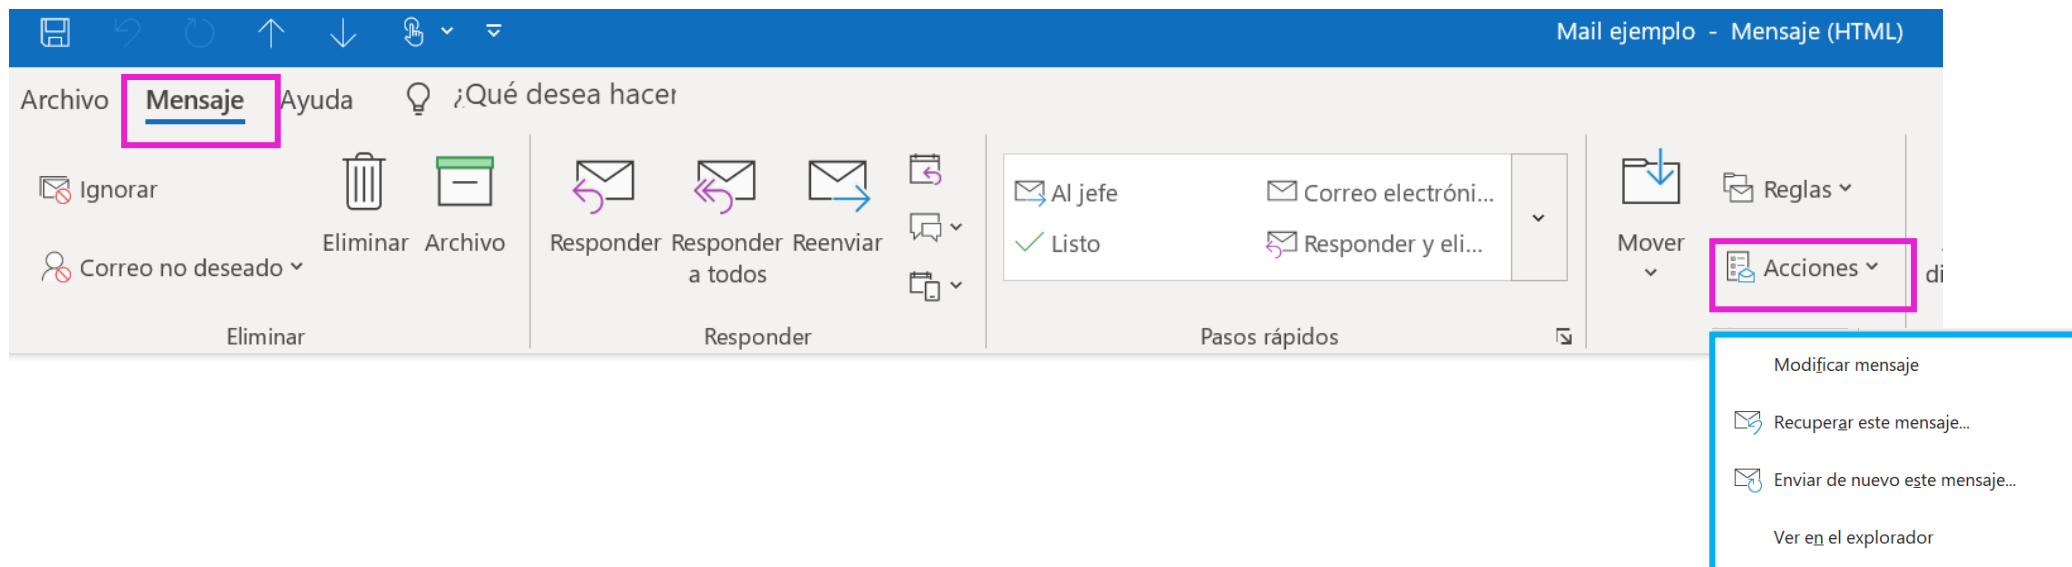 Mail ejemplo - Mensaje (HTML)
Archivo Mensaje Ayuda ¿Qué desea hacer
Ignorar
Correo no deseado
Eliminar
Archivo
Eliminar
Responder
Responder a todos
Reenviar
Responder
Al jefe
Correo electróni...
Listo
Responder y eli...
Pasos rápidos
Mover
Reglas
Acciones
di
Modificar mensaje
Recuperar este mensaje...
Enviar de nuevo este mensaje...
Ver en el explorador